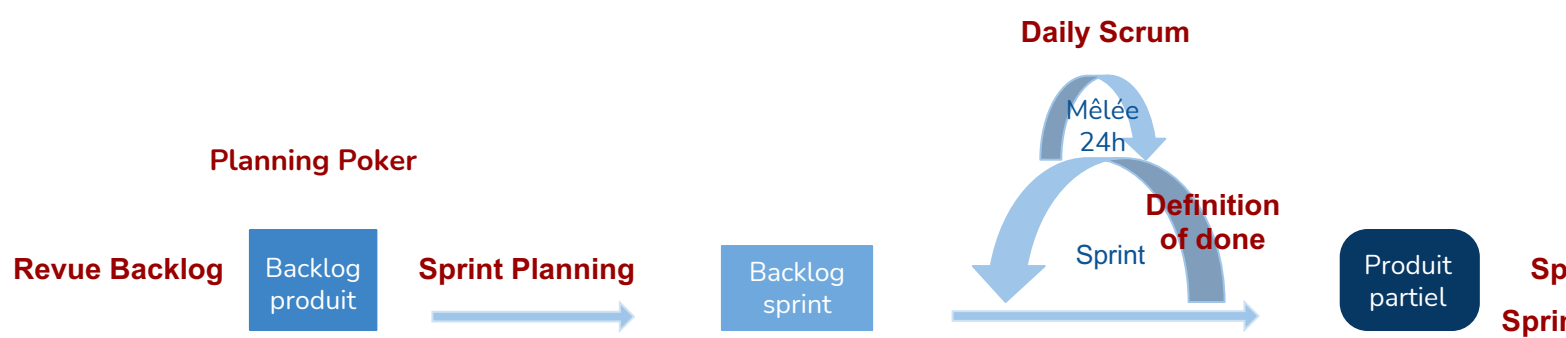 Daily Scrum
Mêlée
24h
Planning Poker
Revue Backlog
Backlog
produit
Sprint Planning
Backlog
sprint
Sprint
Definition
of done
Produit
partiel